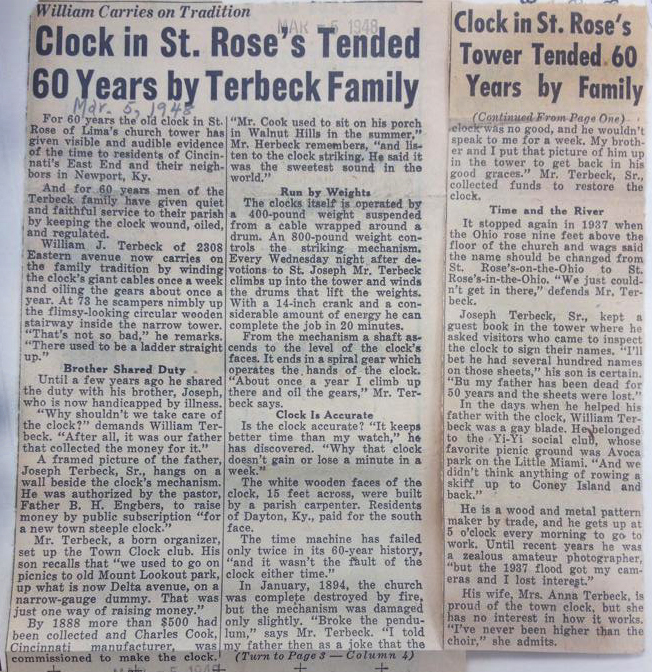 William Carries on Tradition
MAR - 5 1948
Clock in St. Rose's Tended
60 Years by Terbeck Family
Mar. 5, 1948
For 60 years the old clock in St.
Rose of Lima's church tower has
given visible and audible evidence
of the time to residents of Cincin-
nati's East End and their neigh-
bors in Newport, Ky.
And for 60 years men of the
Terbeck family have given quiet
and faithful service to their parish
by keeping the clock wound, oiled,
and regulated.
William J. Terbeck of 2308
Eastern avenue now carries on
the family tradition by winding
the clock's giant cables once a week
and oiling the gears about once a
year. At 73 he scampers nimbly up
the flimsy-looking circular wooden
stairway inside the narrow tower.
"That's not so bad," he remarks.
"There used to be a ladder straight
up."
Brother Shared Duty
Until a few years ago he shared
the duty with his brother, Joseph,
who is now handicapped by illness.
"Why shouldn't we take care of
the clock?" demands William Ter-
beck. "After all, it was our father
that collected the money for it."
A framed picture of the father,
Joseph Terbeck, Sr., hangs on a
wall beside the clock's mechanism.
He was authorized by the pastor,
Father B. H. Engbers, to raise
money by public subscription "for
a new town steeple clock."
Mr. Terbeck, a born organizer,
set up the Town Clock club. His
son recalls that "we used to go on
picnics to old Mount Lookout park,
up what is now Delta avenue, on a
narrow-gauge dummy. That was
just one way of raising money."
By 1888 more than $500 had
been collected and Charles Cook,
Cincinnati manufacturer, was
commissioned to make the clock.
"Mr. Cook used to sit on his porch
in Walnut Hills in the summer,"
Mr. Herbeck remembers, "and lis-
ten to the clock striking. He said it
was the sweetest sound in the
world."
Run by Weights
The clocks itself is operated by
a 400-pound weight suspended
from a cable wrapped around a
drum. An 800-pound weight con-
trols the striking mechanism.
Every Wednesday night after de-
votions to St. Joseph Mr. Terbeck
climbs up into the tower and winds
the drums that lift the weights.
With a 14-inch crank and a con-
siderable amount of energy he can
complete the job in 20 minutes.
From the mechanism a shaft as-
cends to the level of the clock's
faces. It ends in a spiral gear which
operates the hands of the clock.
"About once a year I climb up
there and oil the gears," Mr. Ter-
beck says.
Clock Is Accurate
Is the clock accurate? "It keeps
better time than my watch," he
has discovered. "Why that clock
doesn't gain or lose a minute in a
week."
The white wooden faces of the
clock, 15 feet across, were built
by a parish carpenter. Residents
of Dayton, Ky., paid for the south
face.
The time machine has failed
only twice in its 60-year history,
"and it wasn't the fault of the
clock either time."
In January, 1894, the church
was complete destroyed by fire,
but the mechanism was damaged
only slightly. "Broke the pendu-
lum," says Mr. Terbeck. "I told
my father then as a joke that the
(Turn to Page 3 — Column 4)
Clock in St. Rose's
Tower Tended 60
Years by Family
(Continued From Page One)
clock was no good, and he wouldn't
speak to me for a week. My broth-
er and I put that picture of him up
in the tower to get back in his
good graces." Mr. Terbeck, Sr.,
collected funds to restore the
clock.
Time and the River
It stopped again in 1937 when
the Ohio rose nine feet above the
floor of the church and wags said
the name should be changed from
St. Rose's-on-the-Ohio to St.
Rose's-in-the-Ohio. "We just could-
n't get in there," defends Mr. Ter-
beck.
Joseph Terbeck, Sr., kept a
guest book in the tower where he
asked visitors who came to inspect
the clock to sign their names. "I'll
bet he had several hundred names
on those sheets," his son is certain.
"Bu my father has been dead for
50 years and the sheets were lost."
In the days when he helped his
father with the clock, William Ter-
beck was a gay blade. He belonged
to the Yi-Yi social club, whose
favorite picnic ground was Avoca
park on the Little Miami. "And we
didn't think anything of rowing a
skiff up to Coney Island and
back."
He is a wood and metal pattern
maker by trade, and he gets up at
5 o'clock every morning to go to
work. Until recent years he was
a zealous amateur photographer,
"but the 1937 flood got my cam-
eras and I lost interest."
His wife, Mrs. Anna Terbeck, is
proud of the town clock, but she
has no interest in how it works.
"I've never been higher than the
choir," she admits.